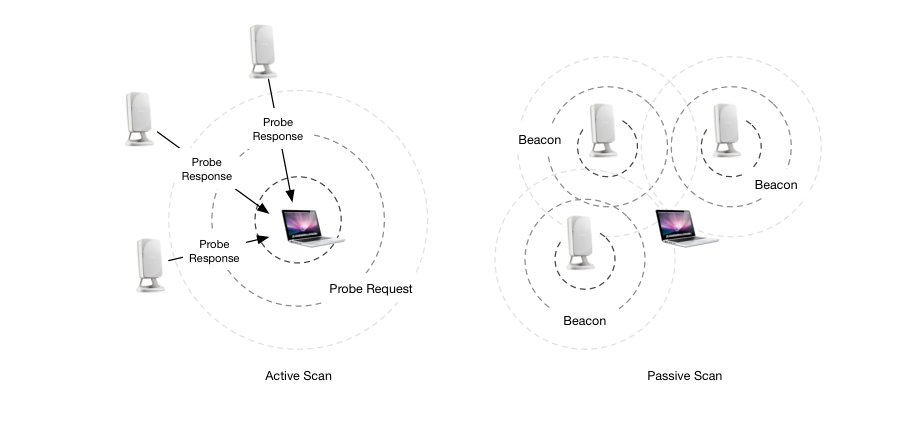 Probe
Response
Probe
Response
Probe
Response
Probe Request
Active Scan
Beacon
Beacon
Beacon
Passive Scan